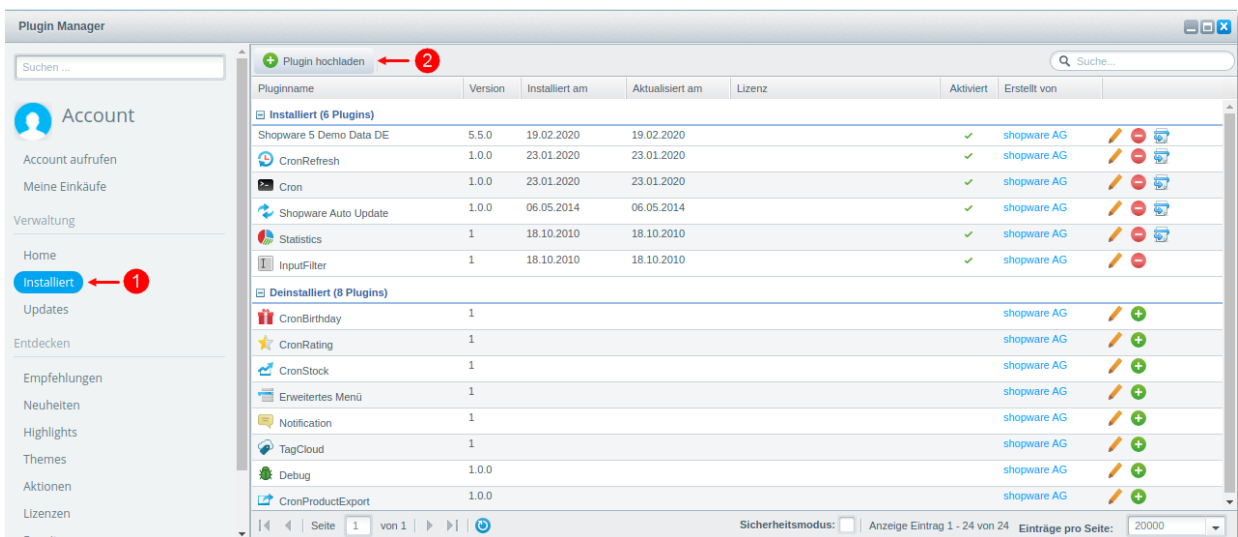 Plugin Manager
Suchen ...
Account
Account aufrufen
Meine Einkäufe
Verwaltung
Home
Installiert
1
Updates
Entdecken
Empfehlungen
Neuheiten
Highlights
Themes
Aktionen
Lizenzen
Plugin hochladen
2
Suche...
Pluginname Version Installiert am Aktualisiert am Lizenz Aktiviert Erstellt von
Installiert (6 Plugins)
Shopware 5 Demo Data DE 5.5.0 19.02.2020 19.02.2020 shopware AG
CronRefresh 1.0.0 23.01.2020 23.01.2020 shopware AG
Cron 1.0.0 23.01.2020 23.01.2020 shopware AG
Shopware Auto Update 1.0.0 06.05.2014 06.05.2014 shopware AG
Statistics 1 18.10.2010 18.10.2010 shopware AG
InputFilter 1 18.10.2010 18.10.2010 shopware AG
Deinstalliert (8 Plugins)
CronBirthday 1 shopware AG
CronRating 1 shopware AG
CronStock 1 shopware AG
Erweitertes Menü 1 shopware AG
Notification 1 shopware AG
TagCloud 1 shopware AG
Debug 1.0.0 shopware AG
CronProductExport 1.0.0 shopware AG
Seite 1 von 1 Sicherheitsmodus: Anzeige Eintrag 1 - 24 von 24 Einträge pro Seite: 20000